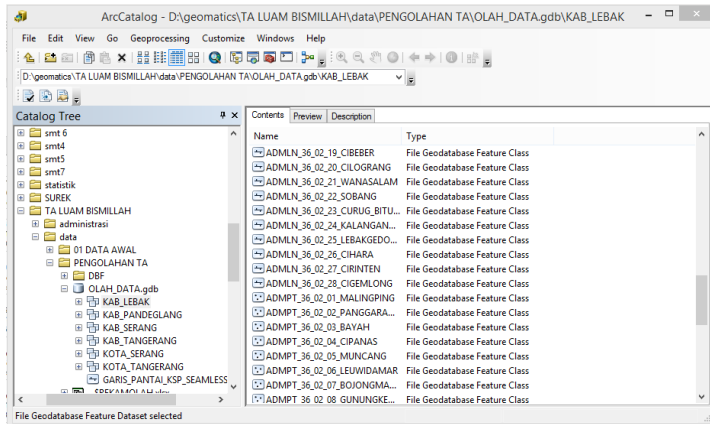 ArcCatalog - D:\geomatics\TA LUAM BISMILLAH\data\PENGOLAHAN TA\OLAH_DATA.gdb\KAB_LEBAK
File Edit View Go Geoprocessing Customize Windows Help
D:\geomatics\TA LUAM BISMILLAH\data\PENGOLAHAN TA\OLAH_DATA.gdb\KAB_LEBAK
Catalog Tree
smt 6
smt4
smt5
smt7
statistik
SUREK
TA LUAM BISMILLAH
administrasi
data
01 DATA AWAL
PENGOLAHAN TA
DBF
OLAH_DATA.gdb
KAB_LEBAK
KAB_PANDEGLANG
KAB_SERANG
KAB_TANGERANG
KOTA_SERANG
KOTA_TANGERANG
GARIS_PANTAI_KSP_SEAMLESS
Contents Preview Description
Name Type
ADMLN_36_02_19_CIBEBER File Geodatabase Feature Class
ADMLN_36_02_20_CILOGRANG File Geodatabase Feature Class
ADMLN_36_02_21_WANASALAM File Geodatabase Feature Class
ADMLN_36_02_22_SOBANG File Geodatabase Feature Class
ADMLN_36_02_23_CURUG_BITU... File Geodatabase Feature Class
ADMLN_36_02_24_KALANGAN... File Geodatabase Feature Class
ADMLN_36_02_25_LEBAKGEDO... File Geodatabase Feature Class
ADMLN_36_02_26_CIHARA File Geodatabase Feature Class
ADMLN_36_02_27_CIRINTEN File Geodatabase Feature Class
ADMLN_36_02_28_CIGEMLONG File Geodatabase Feature Class
ADMPT_36_02_01_MALINGPING File Geodatabase Feature Class
ADMPT_36_02_02_PANGGARA... File Geodatabase Feature Class
ADMPT_36_02_03_BAYAH File Geodatabase Feature Class
ADMPT_36_02_04_CIPANAS File Geodatabase Feature Class
ADMPT_36_02_05_MUNCANG File Geodatabase Feature Class
ADMPT_36_02_06_LEUWIDAMAR File Geodatabase Feature Class
ADMPT_36_02_07_BOJONGMA... File Geodatabase Feature Class
ADMPT_36_02_08_GUNUNGKE... File Geodatabase Feature Class
File Geodatabase Feature Dataset selected